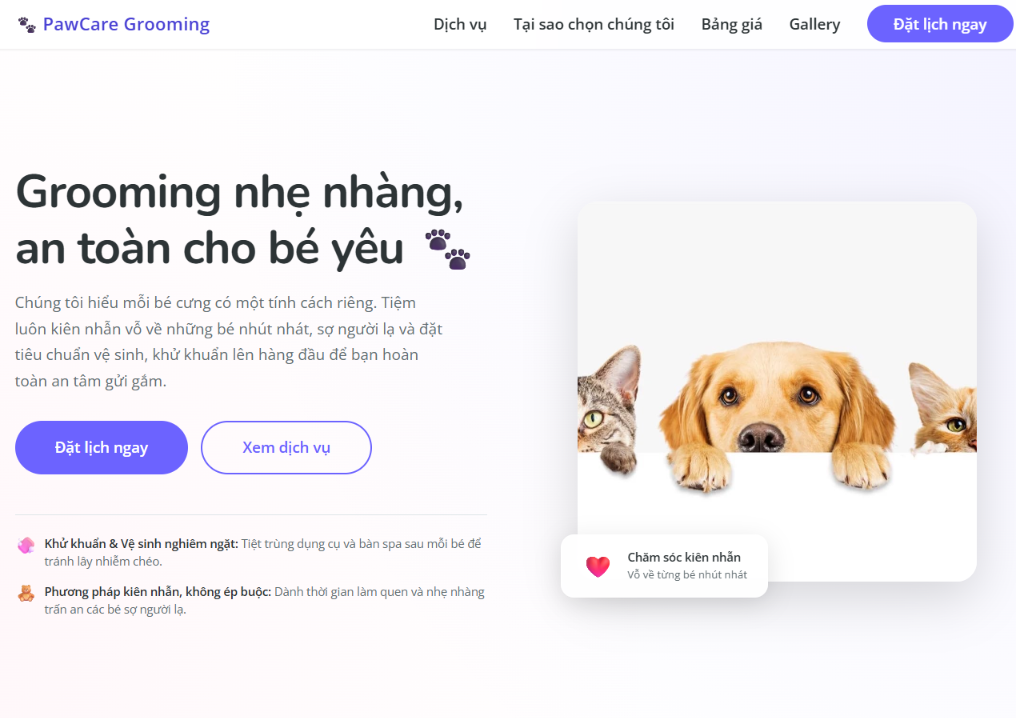 PawCare Grooming
Dịch vụ
Tại sao chọn chúng tôi
Bảng giá
Gallery
Đặt lịch ngay
Grooming nhẹ nhàng,
an toàn cho bé yêu
Chúng tôi hiểu mỗi bé cưng có một tính cách riêng. Tiệm
luôn kiên nhẫn vỗ về những bé nhút nhát, sợ người lạ và đặt
tiêu chuẩn vệ sinh, khử khuẩn lên hàng đầu để bạn hoàn
toàn an tâm gửi gắm.
Đặt lịch ngay
Xem dịch vụ
Khử khuẩn & Vệ sinh nghiêm ngặt: Tiệt trùng dụng cụ và bàn spa sau mỗi bé để
tránh lây nhiễm chéo.
Phương pháp kiên nhẫn, không ép buộc: Dành thời gian làm quen và nhẹ nhàng
trấn an các bé sợ người lạ.
Chăm sóc kiên nhẫn
Vỗ về từng bé nhút nhát